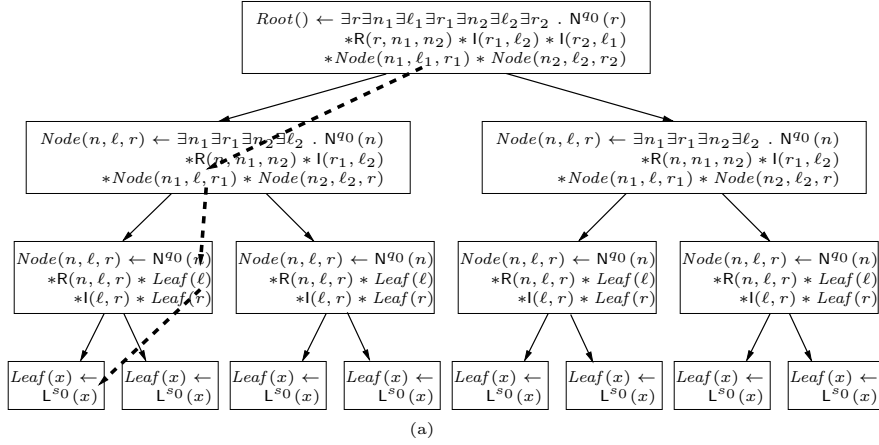 Root() ← ∃r∃n₁∃ℓ₁∃r₁∃n₂∃ℓ₂∃r₂ . N^{q₀}(r)
∗R(r, n₁, n₂) ∗ I(r₁, ℓ₂) ∗ I(r₂, ℓ₁)
∗Node(n₁, ℓ₁, r₁) ∗ Node(n₂, ℓ₂, r₂)
Node(n, ℓ, r) ← ∃n₁∃r₁∃n₂∃ℓ₂ . N^{q₀}(n)
∗R(n, n₁, n₂) ∗ I(r₁, ℓ₂)
∗Node(n₁, ℓ, r₁) ∗ Node(n₂, ℓ₂, r)
Node(n, ℓ, r) ← ∃n₁∃r₁∃n₂∃ℓ₂ . N^{q₀}(n)
∗R(n, n₁, n₂) ∗ I(r₁, ℓ₂)
∗Node(n₁, ℓ, r₁) ∗ Node(n₂, ℓ₂, r)
Node(n, ℓ, r) ← N^{q₀}(n)
∗R(n, ℓ, r) ∗ Leaf(ℓ)
∗I(ℓ, r) ∗ Leaf(r)
Node(n, ℓ, r) ← N^{q₀}(n)
∗R(n, ℓ, r) ∗ Leaf(ℓ)
∗I(ℓ, r) ∗ Leaf(r)
Node(n, ℓ, r) ← N^{q₀}(n)
∗R(n, ℓ, r) ∗ Leaf(ℓ)
∗I(ℓ, r) ∗ Leaf(r)
Node(n, ℓ, r) ← N^{q₀}(n)
∗R(n, ℓ, r) ∗ Leaf(ℓ)
∗I(ℓ, r) ∗ Leaf(r)
Leaf(x) ←
L^{s₀}(x)
Leaf(x) ←
L^{s₀}(x)
Leaf(x) ←
L^{s₀}(x)
Leaf(x) ←
L^{s₀}(x)
Leaf(x) ←
L^{s₀}(x)
Leaf(x) ←
L^{s₀}(x)
Leaf(x) ←
L^{s₀}(x)
Leaf(x) ←
L^{s₀}(x)
(a)